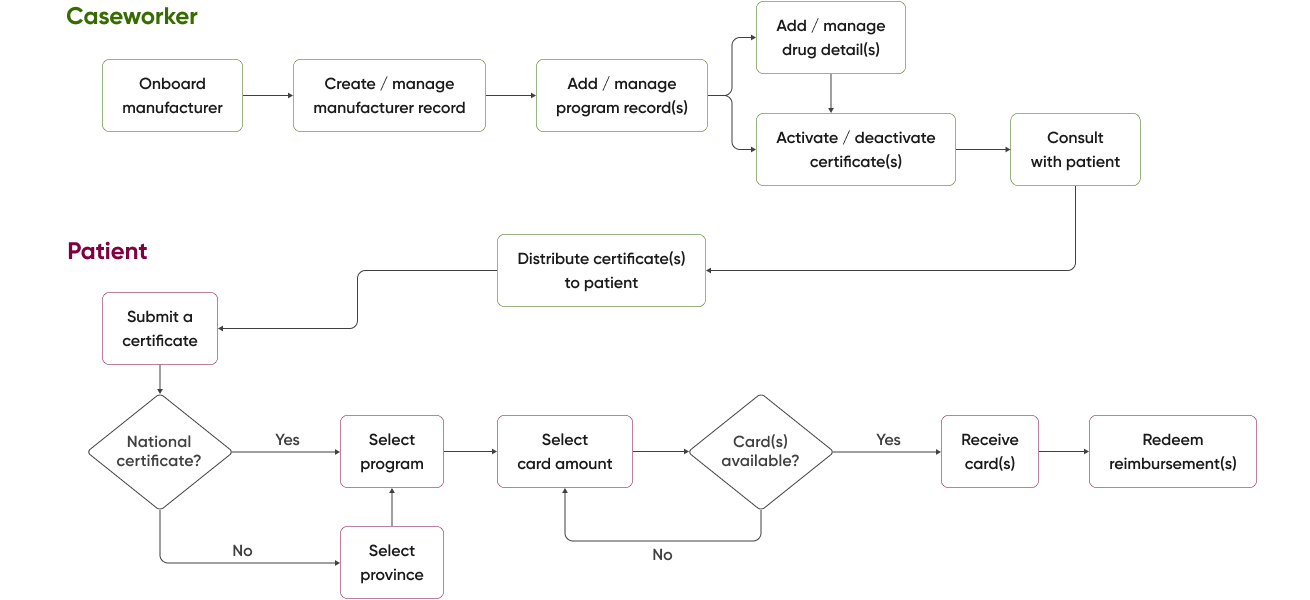 Caseworker
Onboard
manufacturer
Create / manage
manufacturer record
Add / manage
program record(s)
Add / manage
drug detail(s)
Activate / deactivate
certificate(s)
Consult
with patient
Patient
Distribute certificate(s)
to patient
Submit a
certificate
National
certificate?
Yes
No
Select
province
Select
program
Select
card amount
Card(s)
available?
No
Yes
Receive
card(s)
Redeem
reimbursement(s)